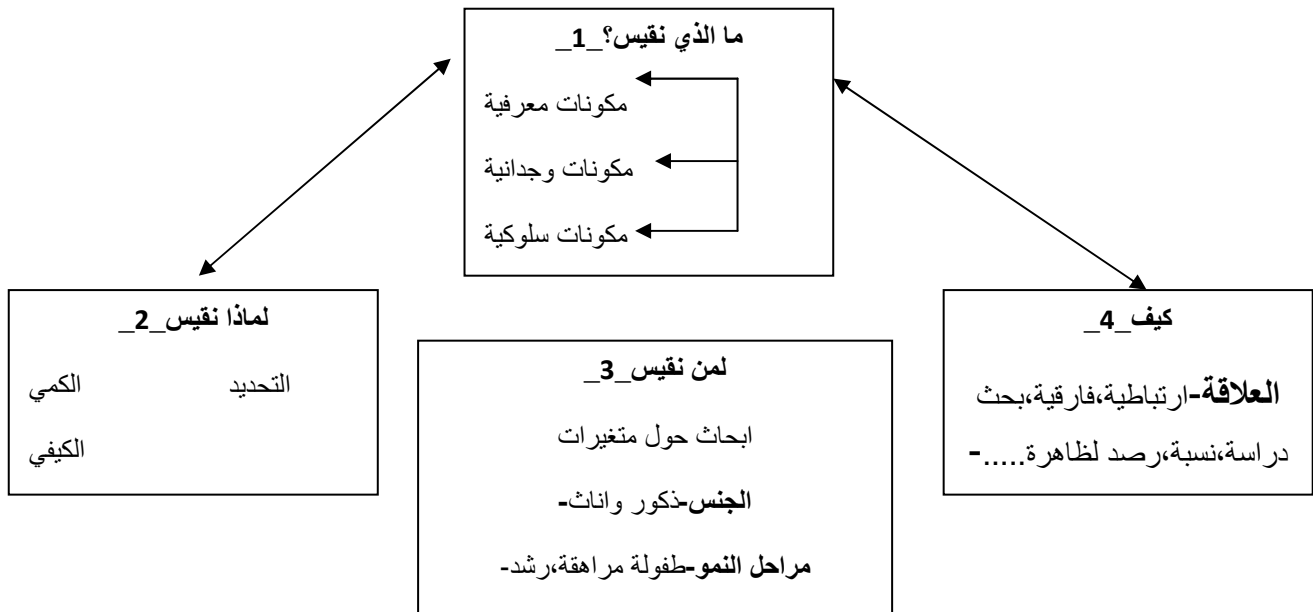 ما الذي نقيس؟_1_
مكونات معرفية
مكونات وجدانية
مكونات سلوكية
لماذا نقيس_2_
التحديد الكمي
الكيفي
لمن نقيس_3_
ابحاث حول متغيرات
الجنس-ذكور واناث-
مراحل النمو-طفولة مراهقة،رشد-
كيف_4_
العلاقة-ارتباطية،فارقية،بحث
دراسة،نسبة،رصد لظاهرة.....-